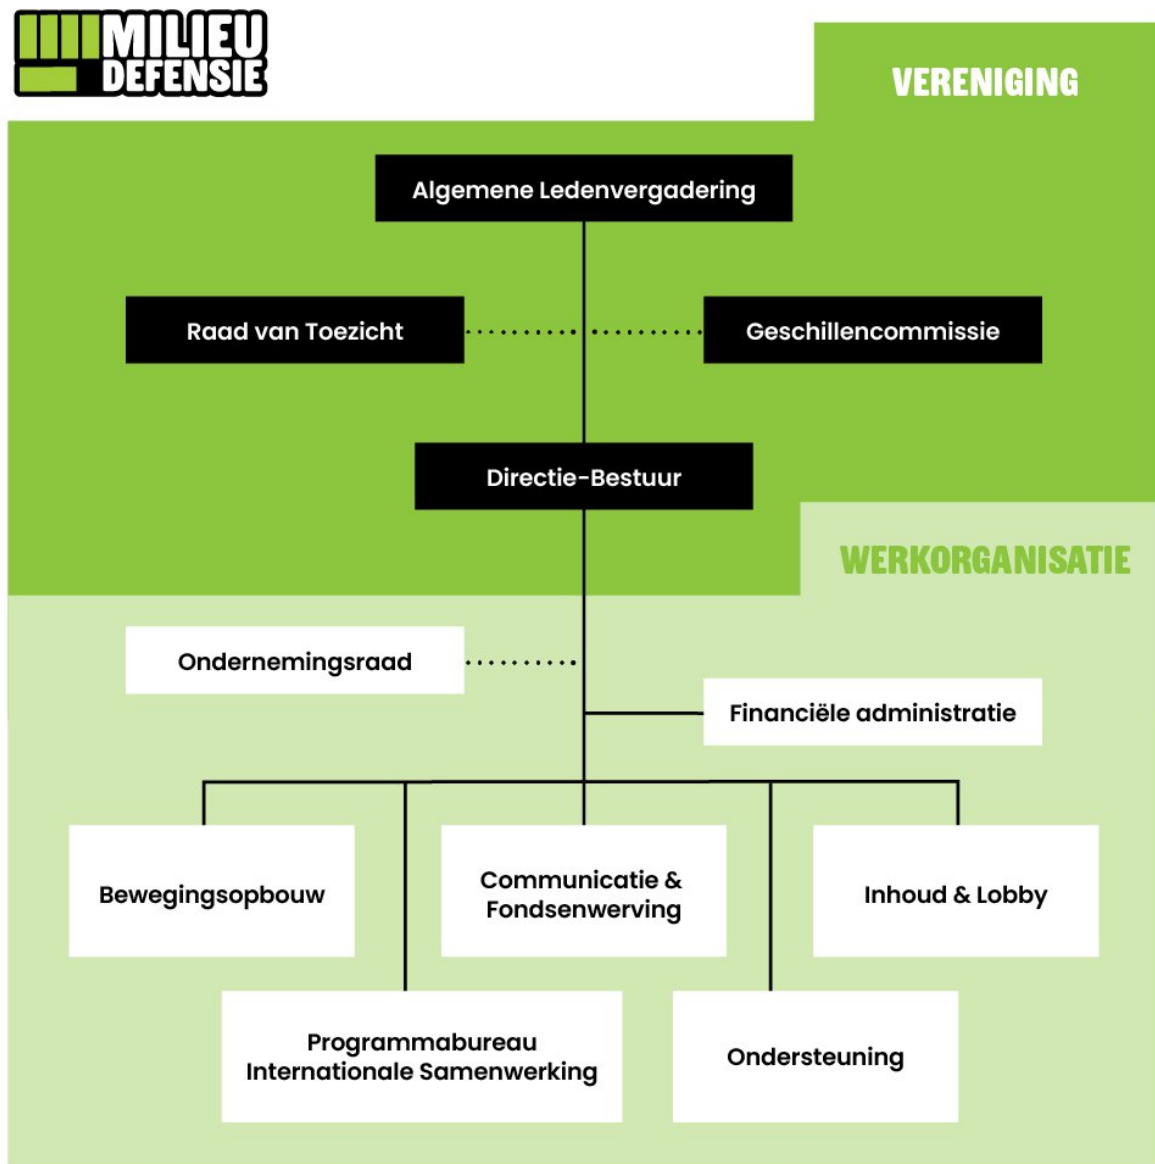 MILIEU
DEFENSIE
VERENIGING
Algemene Ledenvergadering
Raad van Toezicht
Geschillencommissie
Directie-Bestuur
WERKORGANISATIE
Ondernemingsraad
Financiële administratie
Bewegingsopbouw
Communicatie &
Fondsenwerving
Inhoud & Lobby
Programmabureau
Internationale Samenwerking
Ondersteuning